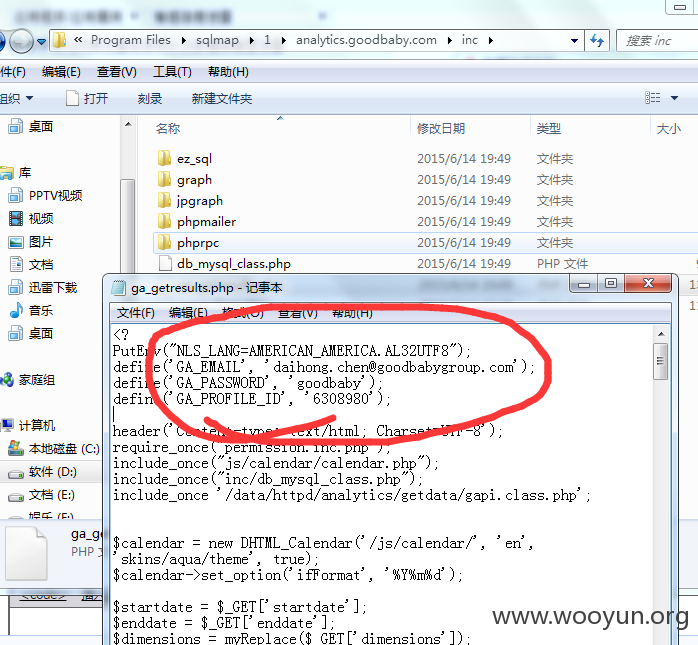 « Program Files ▸ sqlmap ▸ 1 ▸ analytics.goodbaby.com ▸ inc ▸
搜索 inc
件(F) 编辑(E) 查看(V) 工具(T) 帮助(H)
组织 打开 刻录 新建文件夹
名称 修改日期 类型 大小
桌面
库
PPTV视频
视频
图片
文档
迅雷下载
音乐
桌面
家庭组
计算机
本地磁盘 (C:)
软件 (D:)
文档 (E:)
娱乐 (F:)
ez_sql 2015/6/14 19:49 文件夹
graph 2015/6/14 19:49 文件夹
jpgraph 2015/6/14 19:49 文件夹
phpmailer 2015/6/14 19:49 文件夹
phprpc 2015/6/14 19:49 文件夹
db_mysql_class.php 2015/6/14 19:49 PHP 文件
ga_getresults.php - 记事本
文件(F) 编辑(E) 格式(O) 查看(V) 帮助(H)
<?
PutEnv("NLS_LANG=AMERICAN_AMERICA.AL32UTF8");
define('GA_EMAIL', 'daihong.chen@goodbabygroup.com');
define('GA_PASSWORD', 'goodbaby');
define('GA_PROFILE_ID', '6308980');
header('Content-type: text/html; Charset=UTF-8');
require_once('permission.inc.php');
include_once("js/calendar/calendar.php");
include_once("inc/db_mysql_class.php");
include_once '/data/httpd/analytics/getdata/gapi.class.php';
$calendar = new DHTML_Calendar('/js/calendar/', 'en',
'skins/aqua/theme', true);
$calendar->set_option('ifFormat', '%Y%m%d');
$startdate = $_GET['startdate'];
$enddate = $_GET['enddate'];
$dimensions = myReplace($_GET['dimensions']);
ga_ge
PHP 文
<code>
www.wooyun.org